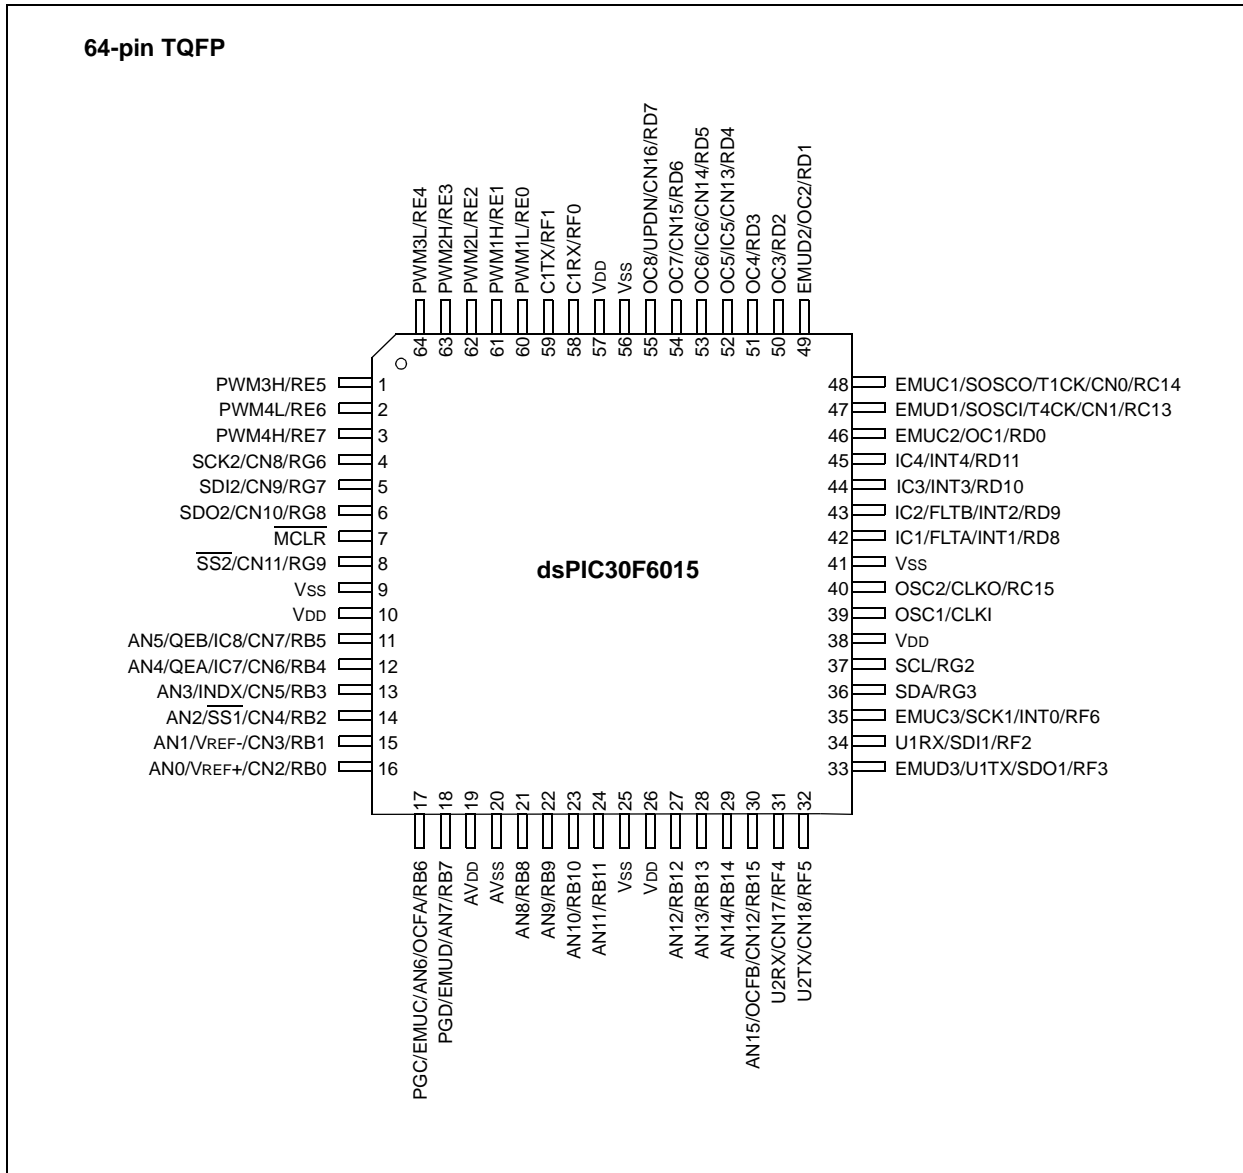 64-pin TQFP
PWM3L/RE4
PWM2H/RE3
PWM2L/RE2
PWM1H/RE1
PWM1L/RE0
C1TX/RF1
C1RX/RF0
VDD
VSS
OC8/UPDN/CN16/RD7
OC7/CN15/RD6
OC6/IC6/CN14/RD5
OC5/IC5/CN13/RD4
OC4/RD3
OC3/RD2
EMUD2/OC2/RD1
64
63
62
61
60
59
58
57
56
55
54
53
52
51
50
49
PWM3H/RE5 1
PWM4L/RE6 2
PWM4H/RE7 3
SCK2/CN8/RG6 4
SDI2/CN9/RG7 5
SDO2/CN10/RG8 6
MCLR 7
SS2/CN11/RG9 8
VSS 9
VDD 10
AN5/QEB/IC8/CN7/RB5 11
AN4/QEA/IC7/CN6/RB4 12
AN3/INDX/CN5/RB3 13
AN2/SS1/CN4/RB2 14
AN1/VREF-/CN3/RB1 15
AN0/VREF+/CN2/RB0 16
dsPIC30F6015
48 EMUC1/SOSCO/T1CK/CN0/RC14
47 EMUD1/SOSCI/T4CK/CN1/RC13
46 EMUC2/OC1/RD0
45 IC4/INT4/RD11
44 IC3/INT3/RD10
43 IC2/FLTB/INT2/RD9
42 IC1/FLTA/INT1/RD8
41 VSS
40 OSC2/CLKO/RC15
39 OSC1/CLKI
38 VDD
37 SCL/RG2
36 SDA/RG3
35 EMUC3/SCK1/INT0/RF6
34 U1RX/SDI1/RF2
33 EMUD3/U1TX/SDO1/RF3
17
18
19
20
21
22
23
24
25
26
27
28
29
30
31
32
PGC/EMUC/AN6/OCFA/RB6
PGD/EMUD/AN7/RB7
AVDD
AVSS
AN8/RB8
AN9/RB9
AN10/RB10
AN11/RB11
VSS
VDD
AN12/RB12
AN13/RB13
AN14/RB14
AN15/OCFB/CN12/RB15
U2RX/CN17/RF4
U2TX/CN18/RF5